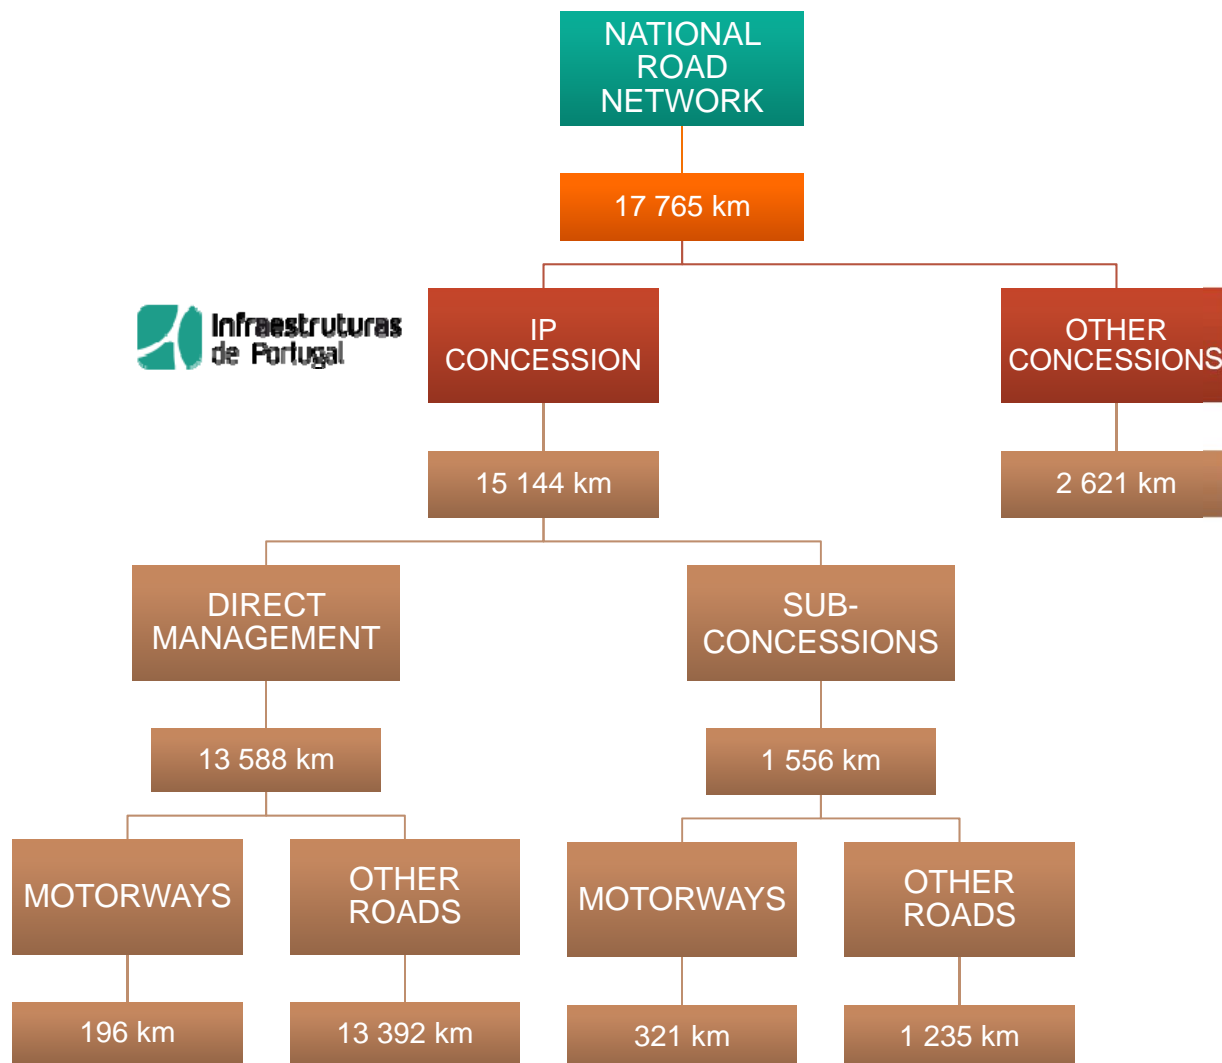 NATIONAL
ROAD
NETWORK
17 765 km
Infraestruturas
de Portugal
IP
CONCESSION
OTHER
CONCESSIONS
15 144 km
2 621 km
DIRECT
MANAGEMENT
SUB-
CONCESSIONS
13 588 km
1 556 km
MOTORWAYS
OTHER
ROADS
MOTORWAYS
OTHER
ROADS
196 km
13 392 km
321 km
1 235 km